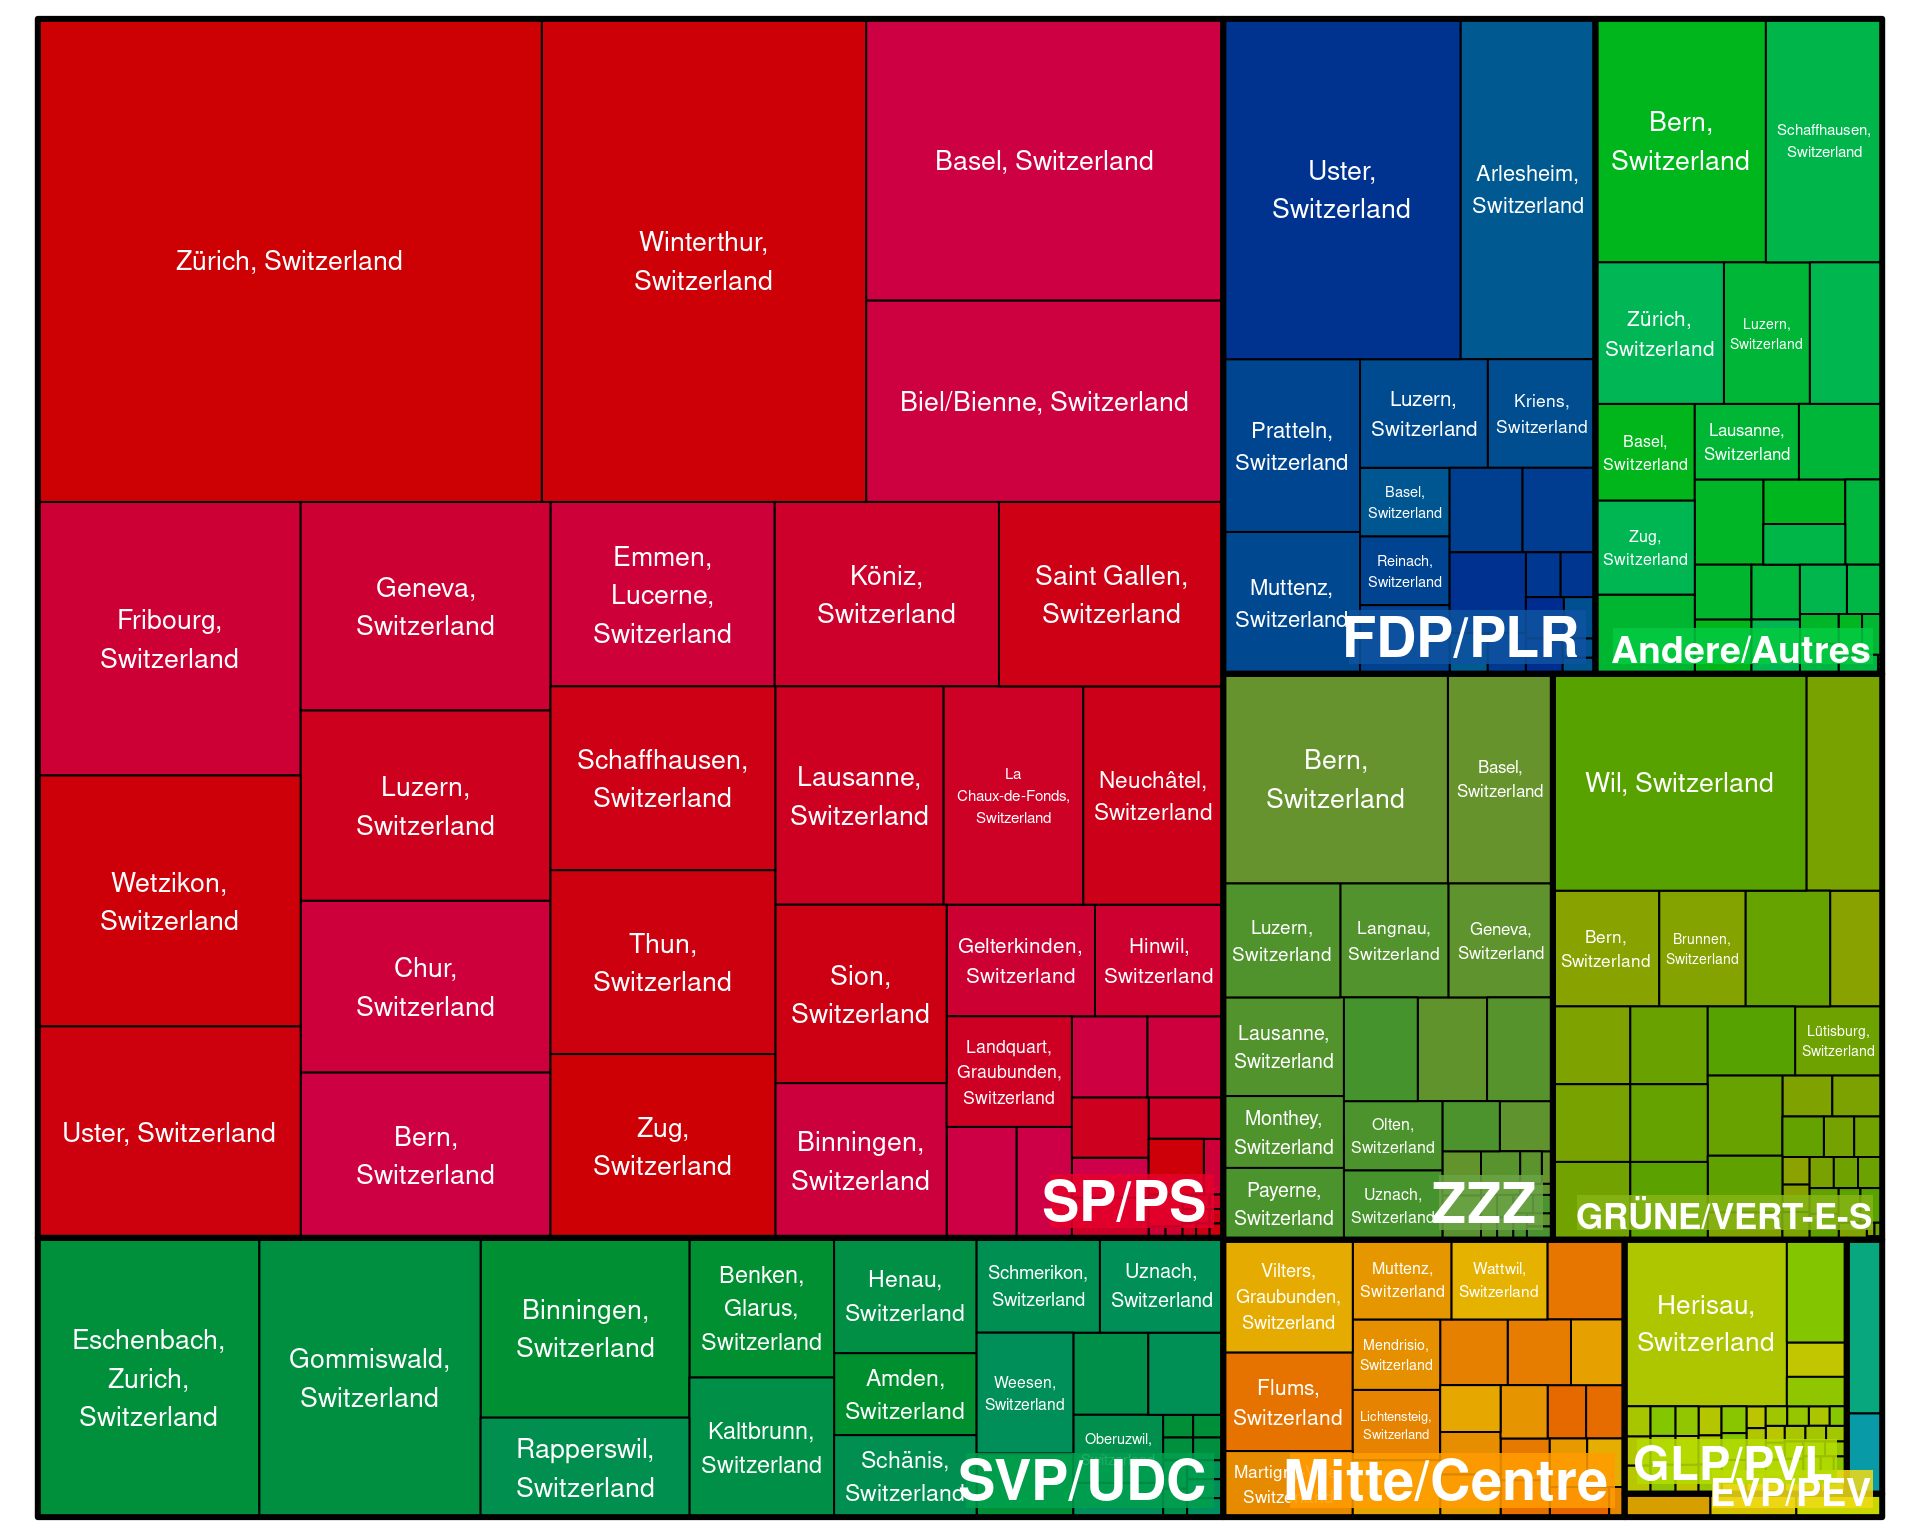 Zürich, Switzerland
Winterthur,
Switzerland
Basel, Switzerland
Biel/Bienne, Switzerland
Fribourg,
Switzerland
Wetzikon,
Switzerland
Uster, Switzerland
Geneva,
Switzerland
Luzern,
Switzerland
Chur,
Switzerland
Bern,
Switzerland
Emmen,
Lucerne,
Switzerland
Schaffhausen,
Switzerland
Thun,
Switzerland
Zug,
Switzerland
Köniz,
Switzerland
Saint Gallen,
Switzerland
Lausanne,
Switzerland
La
Chaux-de-Fonds,
Switzerland
Neuchâtel,
Switzerland
Sion,
Switzerland
Binningen,
Switzerland
Gelterkinden,
Switzerland
Hinwil,
Switzerland
Landquart,
Graubunden,
Switzerland
SP/PS
Uster,
Switzerland
Arlesheim,
Switzerland
Pratteln,
Switzerland
Muttenz,
Switzerland
Luzern,
Switzerland
Kriens,
Switzerland
Basel,
Switzerland
Reinach,
Switzerland
FDP/PLR
Bern,
Switzerland
Schaffhausen,
Switzerland
Zürich,
Switzerland
Luzern,
Switzerland
Basel,
Switzerland
Lausanne,
Switzerland
Zug,
Switzerland
Andere/Autres
Bern,
Switzerland
Basel,
Switzerland
Luzern,
Switzerland
Langnau,
Switzerland
Geneva,
Switzerland
Lausanne,
Switzerland
Monthey,
Switzerland
Payerne,
Switzerland
Olten,
Switzerland
Uznach,
Switzerland
ZZZ
Wil, Switzerland
Bern,
Switzerland
Brunnen,
Switzerland
Lütisburg,
Switzerland
GRÜNE/VERT-E-S
Eschenbach,
Zurich,
Switzerland
Gommiswald,
Switzerland
Binningen,
Switzerland
Rapperswil,
Switzerland
Benken,
Glarus,
Switzerland
Kaltbrunn,
Switzerland
Henau,
Switzerland
Amden,
Switzerland
Schänis,
Switzerland
Schmerikon,
Switzerland
Uznach,
Switzerland
Weesen,
Switzerland
Oberuzwil,
SVP/UDC
Vilters,
Graubunden,
Switzerland
Flums,
Switzerland
Muttenz,
Switzerland
Wattwil,
Switzerland
Mendrisio,
Switzerland
Lichtensteig,
Switzerland
Mitte/Centre
Herisau,
Switzerland
GLP/PVL
EVP/PEV